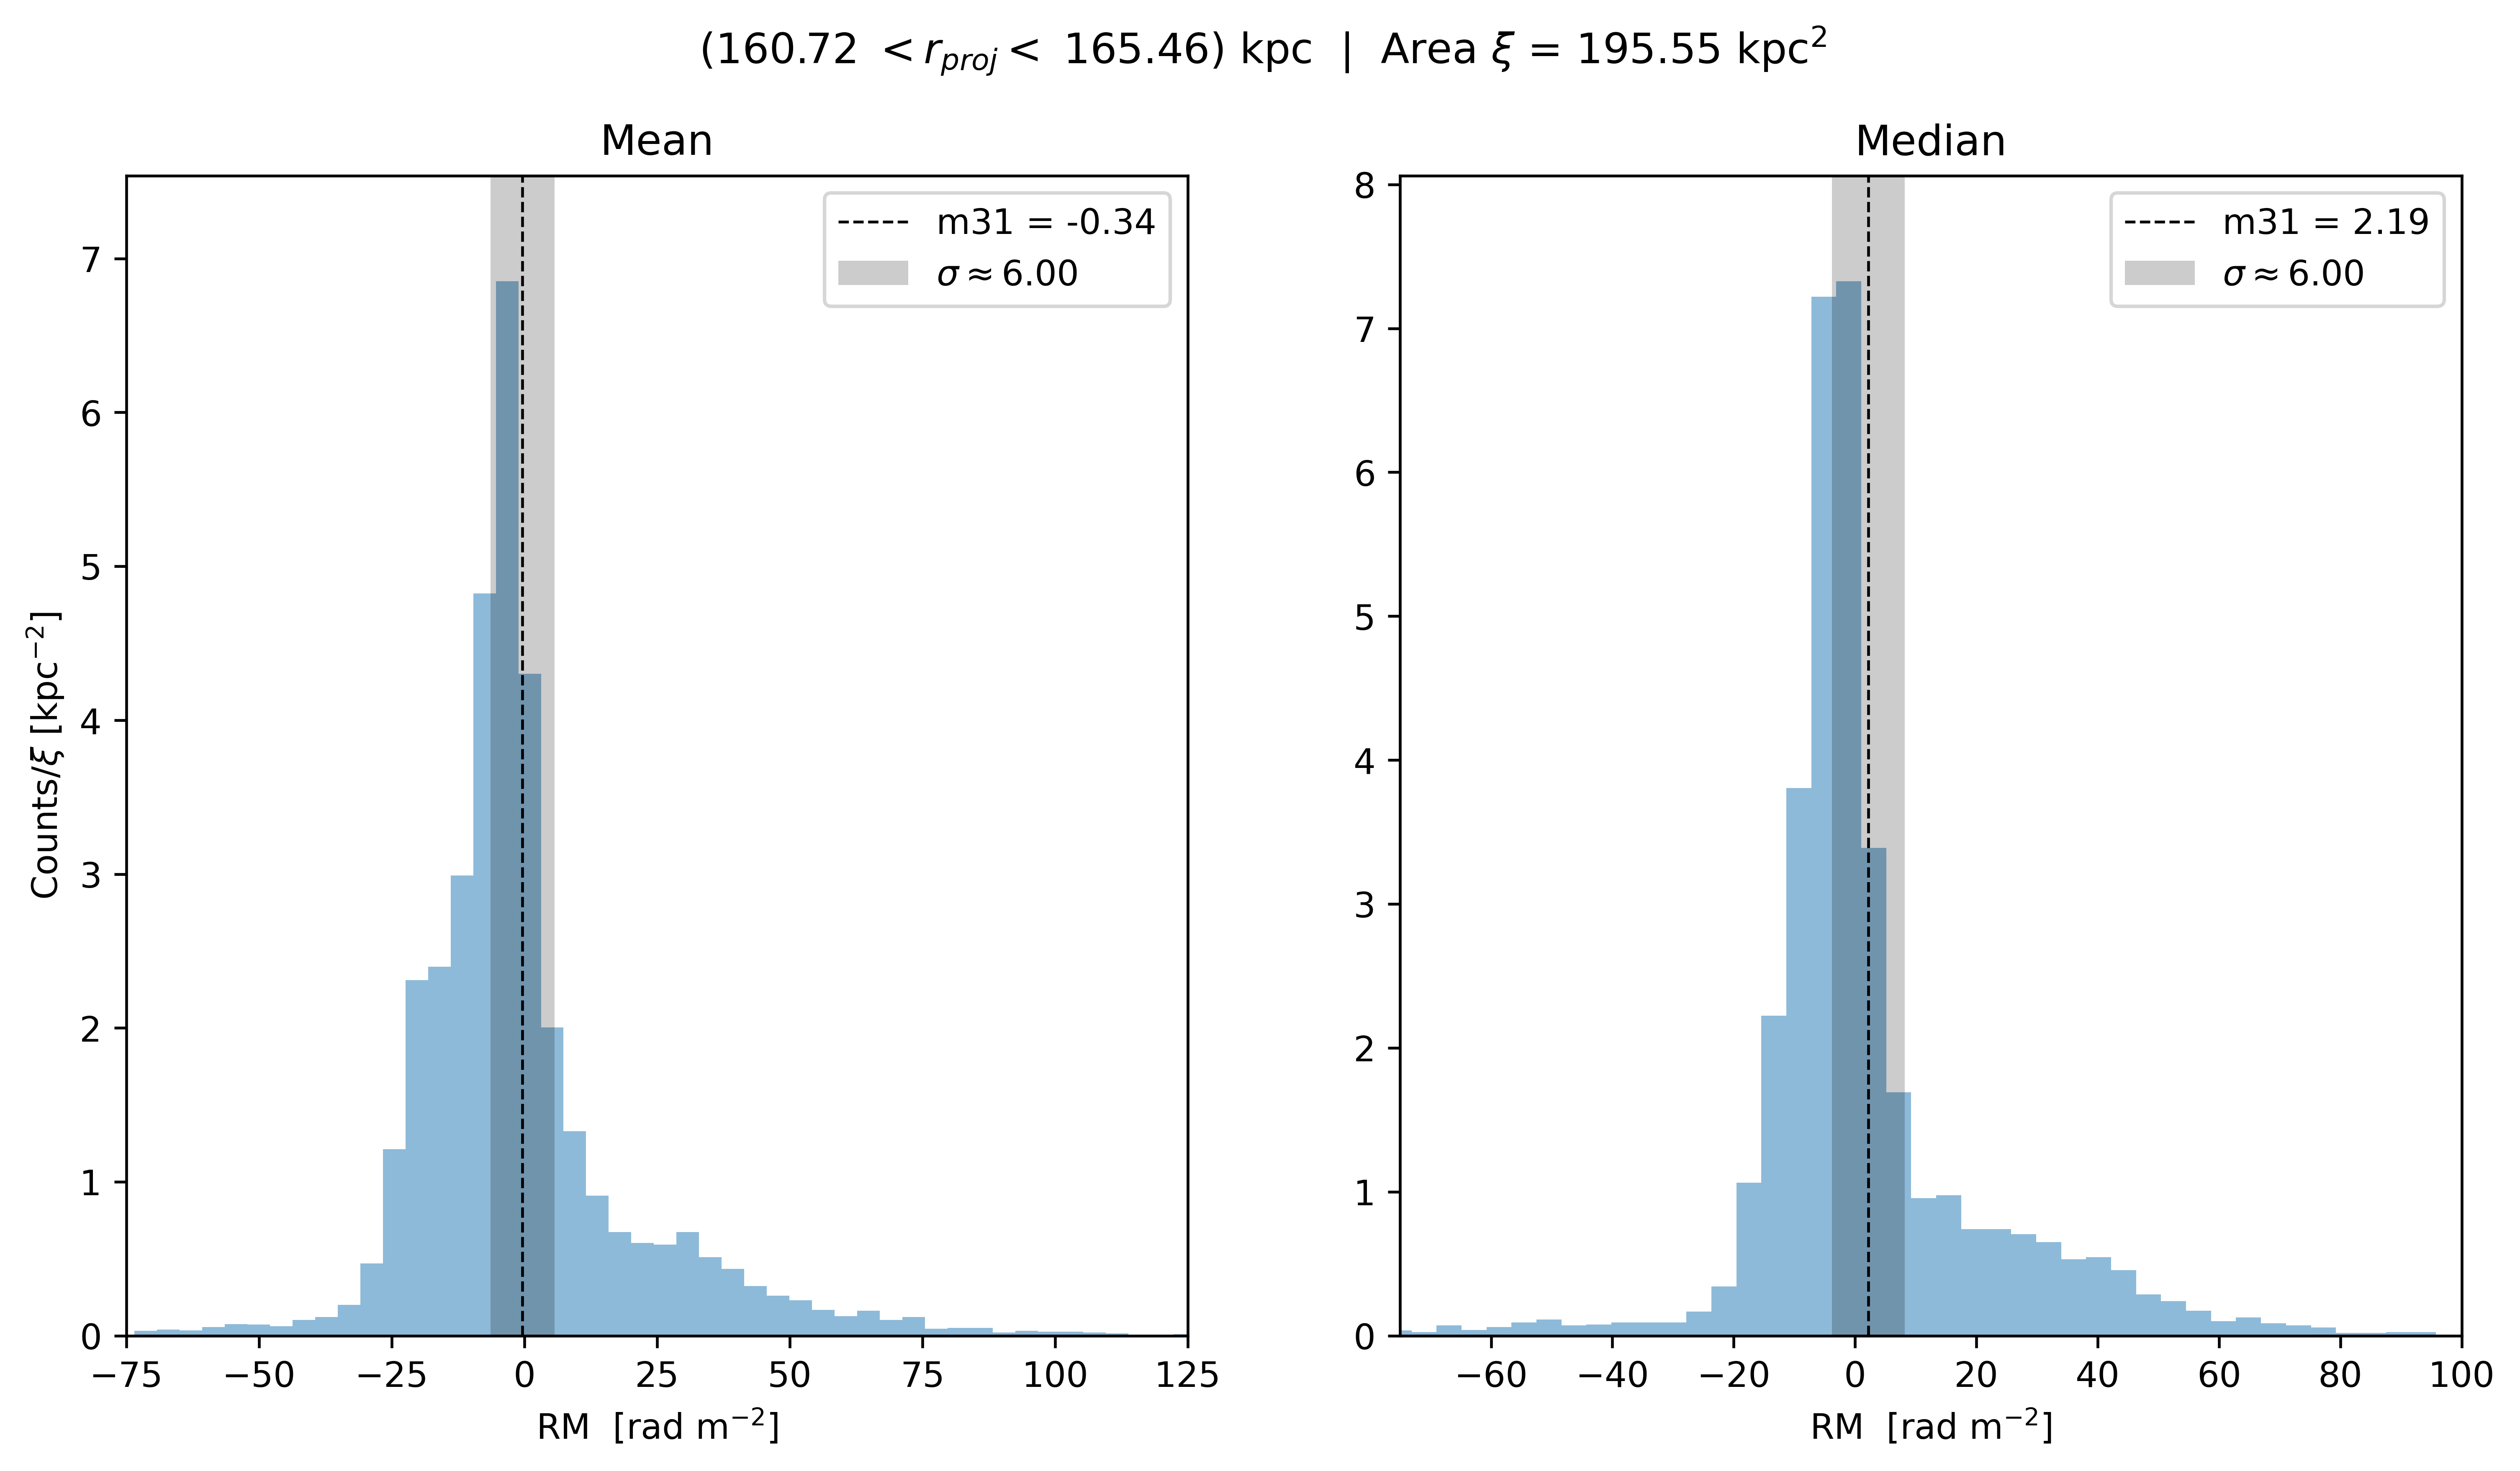 (160.72 < r_proj < 165.46) kpc | Area ξ = 195.55 kpc²
Mean
m31 = -0.34
σ ≈ 6.00
Counts/ξ [kpc⁻²]
7
6
5
4
3
2
1
0
−75 −50 −25 0 25 50 75 100 125
RM [rad m⁻²]
Median
m31 = 2.19
σ ≈ 6.00
8
7
6
5
4
3
2
1
0
−60 −40 −20 0 20 40 60 80 100
RM [rad m⁻²]